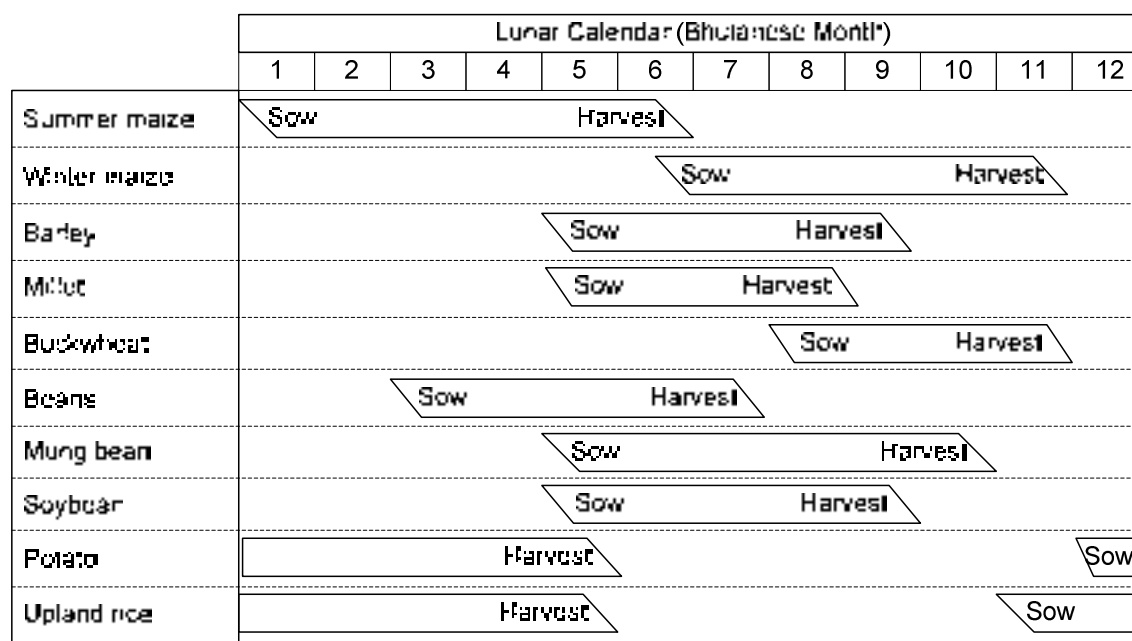 Lunar Calendar (Bhutanese Month)
1 2 3 4 5 6 7 8 9 10 11 12
Summer maize Sow Harvest
Winter maize Sow Harvest
Barley Sow Harvest
Millet Sow Harvest
Buckwheat Sow Harvest
Beans Sow Harvest
Mung bean Sow Harvest
Soybean Sow Harvest
Potato Harvest Sow
Upland rice Harvest Sow